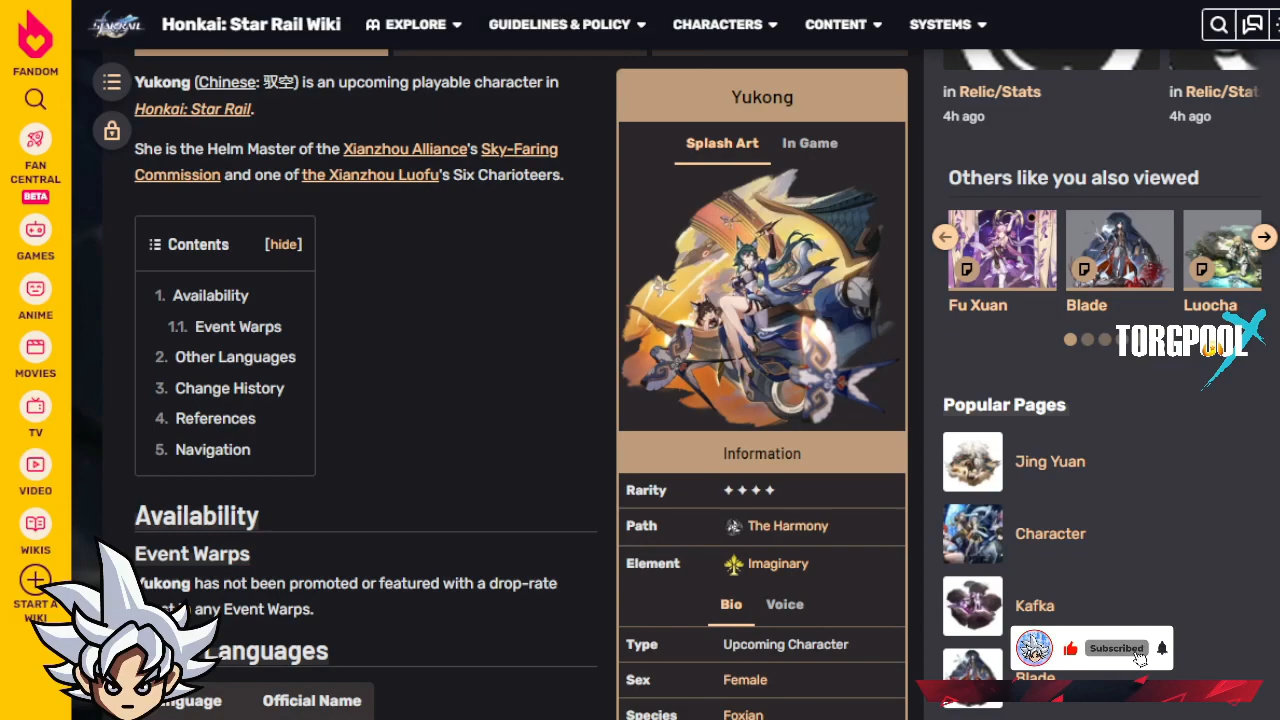 Honkai: Star Rail Wiki
EXPLORE
GUIDELINES & POLICY
CHARACTERS
CONTENT
SYSTEMS
FANDOM
FAN
CENTRAL
BETA
GAMES
ANIME
MOVIES
TV
VIDEO
WIKIS
START A
WIKI
Yukong (Chinese: 驭空) is an upcoming playable character in
Honkai: Star Rail.
She is the Helm Master of the Xianzhou Alliance's Sky-Faring
Commission and one of the Xianzhou Luofu's Six Charioteers.
Contents [hide]
1. Availability
1.1. Event Warps
2. Other Languages
3. Change History
4. References
5. Navigation
Availability
Event Warps
Yukong has not been promoted or featured with a drop-rate
any Event Warps.
Languages
Official Name
Yukong
Splash Art
In Game
Information
Rarity
Path The Harmony
Element Imaginary
Bio
Voice
Type Upcoming Character
Sex Female
Species Foxian
in Relic/Stats
4h ago
in Relic/Stat
4h ago
Others like you also viewed
Fu Xuan
Blade
Luocha
TORGPOOL
Popular Pages
Jing Yuan
Character
Kafka
Subscribed
Blade